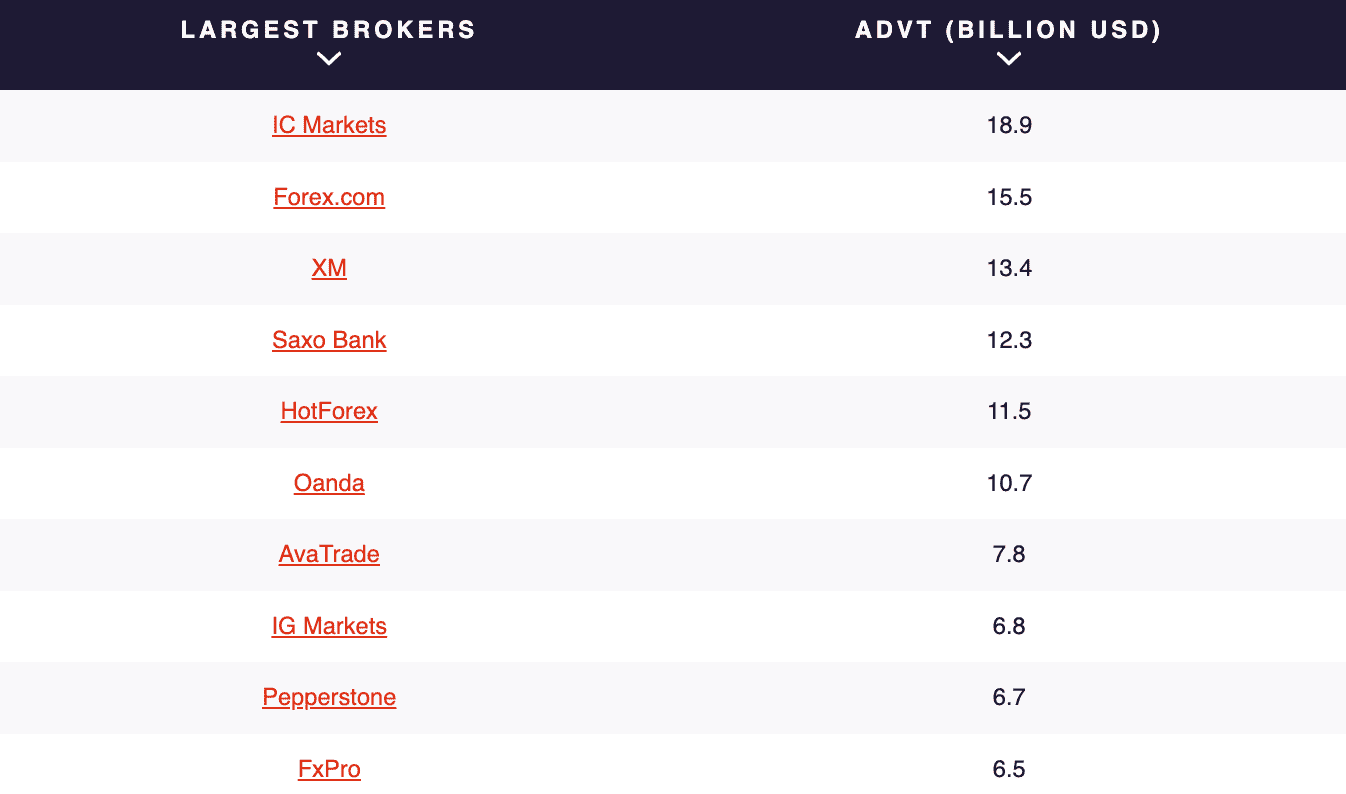 LARGEST BROKERS ADVT (BILLION USD)
IC Markets 18.9
Forex.com 15.5
XM 13.4
Saxo Bank 12.3
HotForex 11.5
Oanda 10.7
AvaTrade 7.8
IG Markets 6.8
Pepperstone 6.7
FxPro 6.5